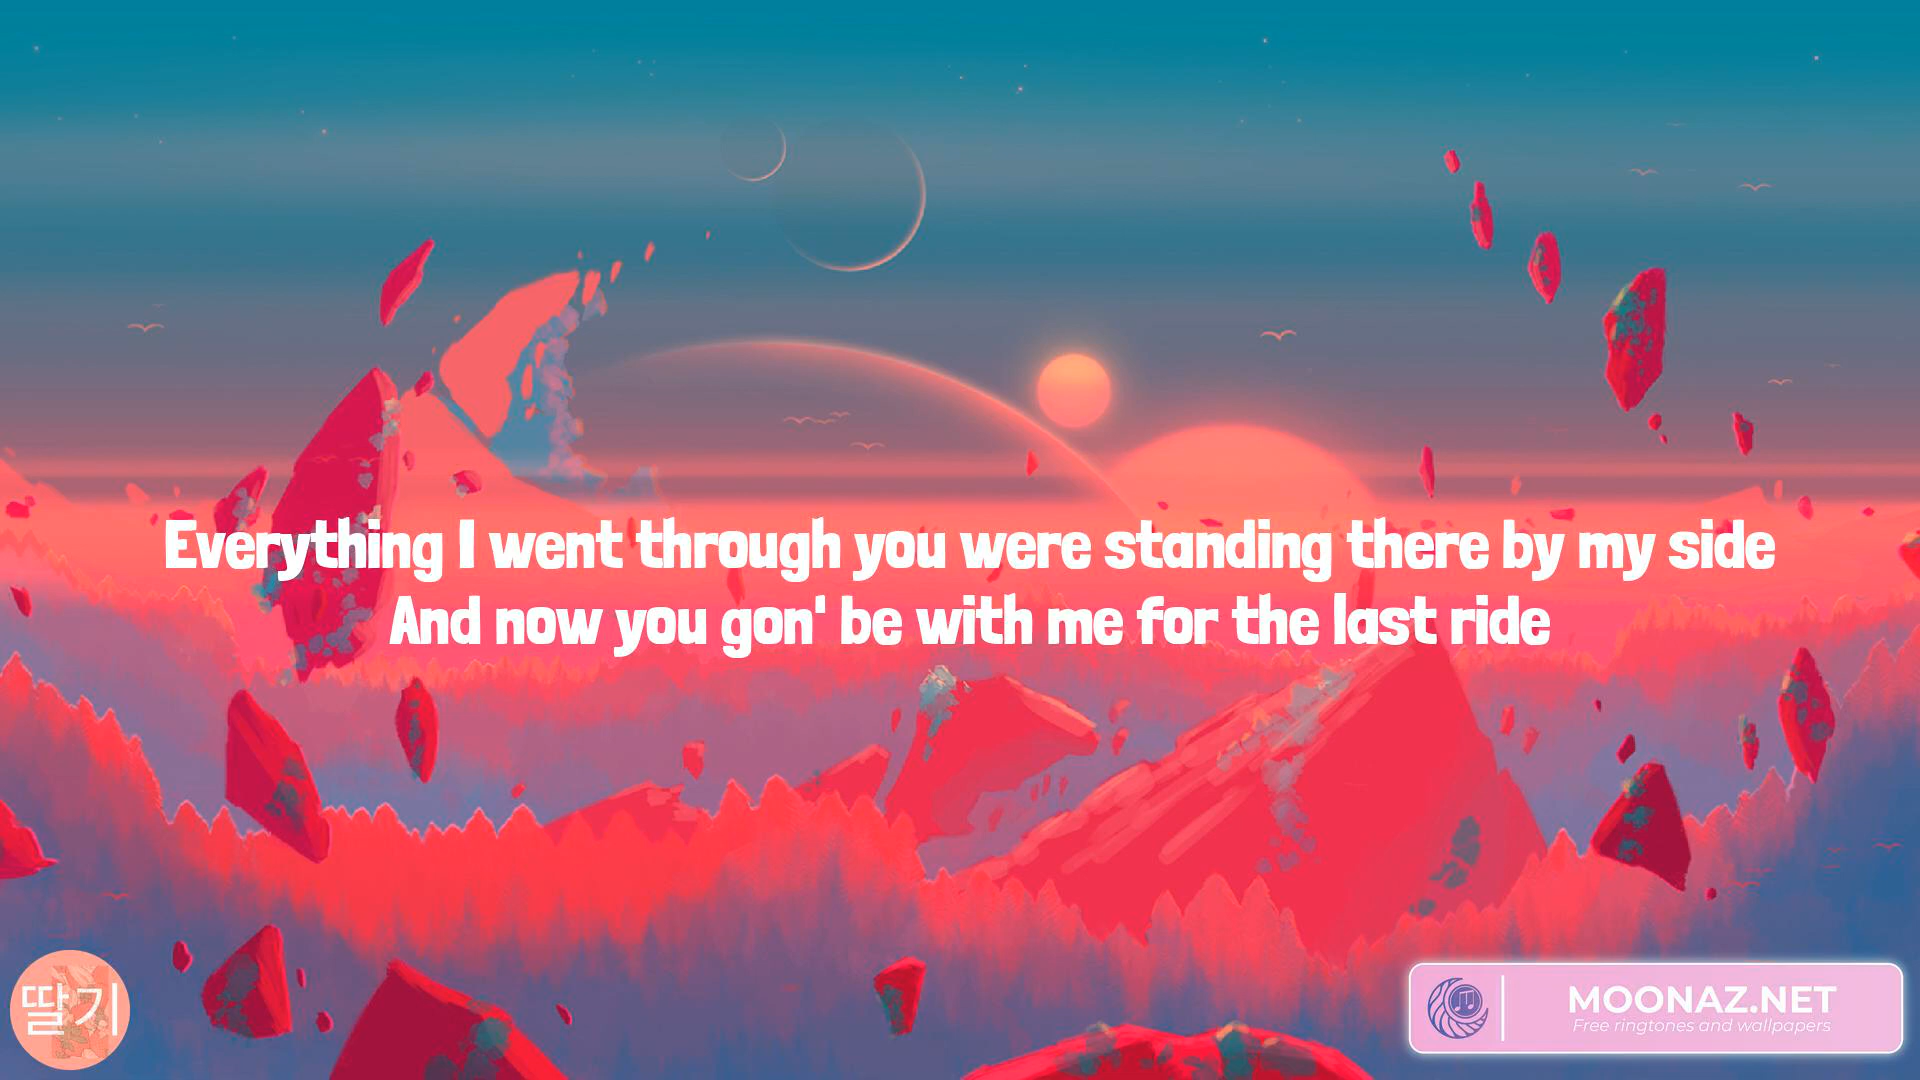 Everything I went through you were standing there by my side
And now you gon' be with me for the last ride
딸기
MOONAZ.NET
Free ringtones and wallpapers